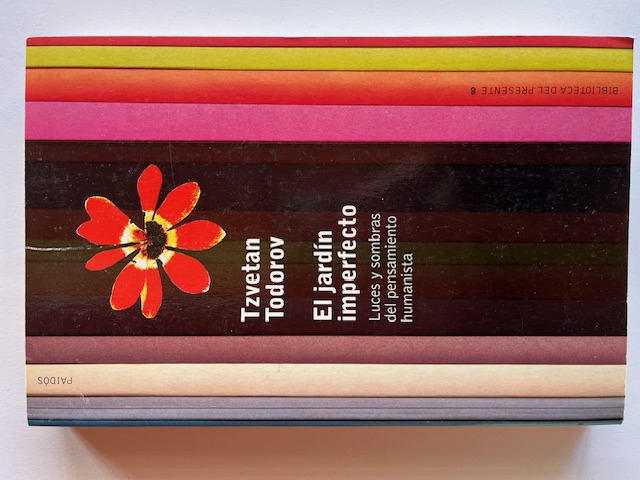 Tzvetan
Todorov
El jardín
imperfecto
Luces y sombras
del pensamiento
humanista
BIBLIOTECA DEL PRESENTE 8
PAIDÓS